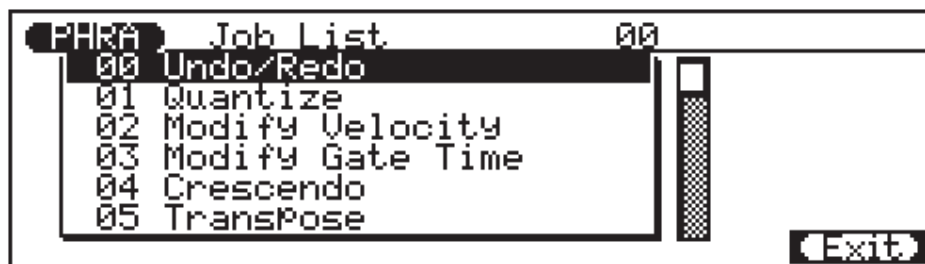 PHRA Job List 00
00 Undo/Redo
01 Quantize
02 Modify Velocity
03 Modify Gate Time
04 Crescendo
05 Transpose
Exit